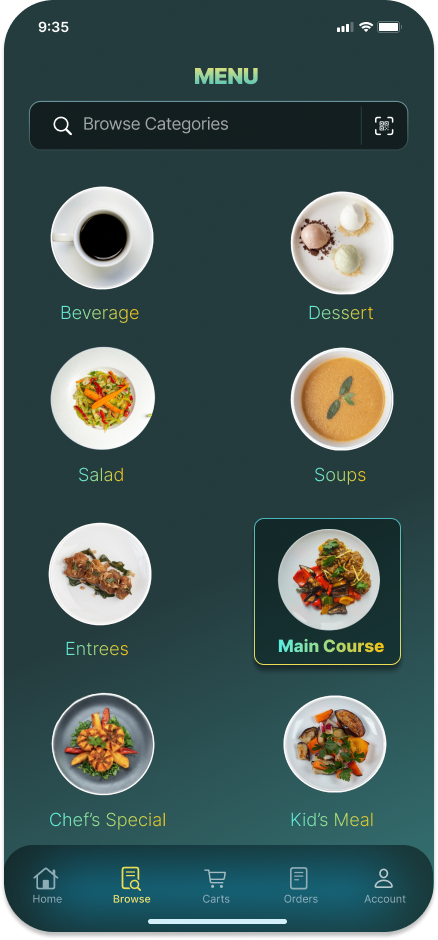 9:35
MENU
Browse Categories
Beverage
Dessert
Salad
Soups
Entrees
Main Course
Chef's Special
Kid's Meal
Home
Browse
Carts
Orders
Account